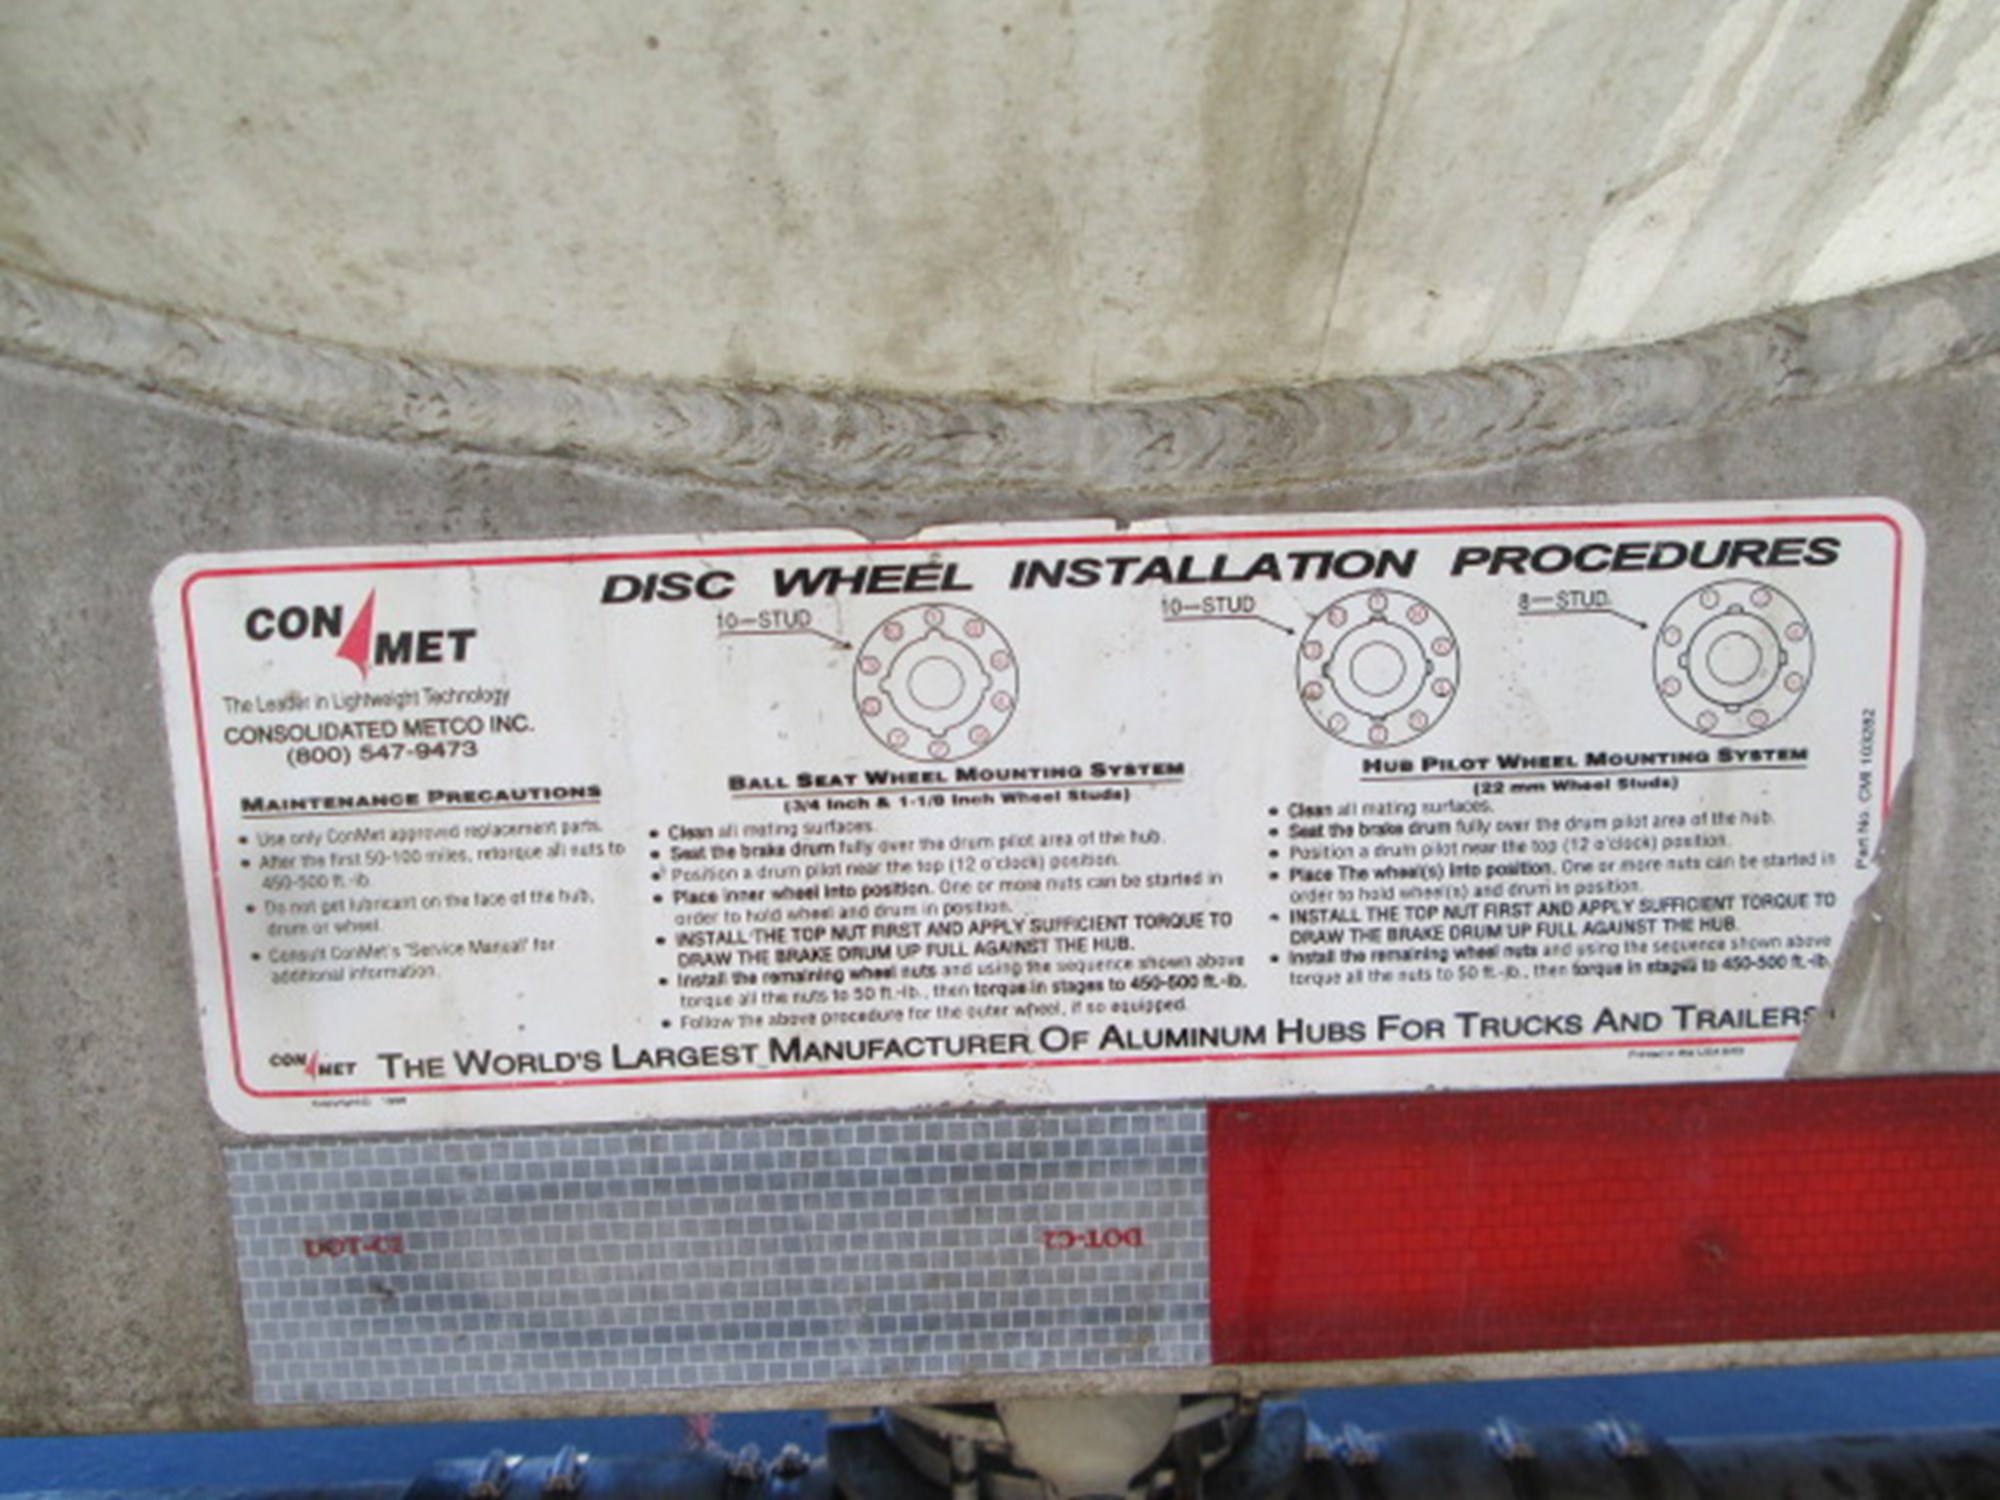 DISC WHEEL INSTALLATION PROCEDURES
CON MET
The Leader in Lightweight Technology
CONSOLIDATED METCO INC.
(800) 547-9473
MAINTENANCE PRECAUTIONS
• Use only ConMet approved replacement parts.
• After the first 50-100 miles, retorque all nuts to
450-500 ft.-lb.
• Do not get lubricant on the face of the hub,
drum or wheel.
• Consult ConMet's "Service Manual" for
additional information.
10-STUD
BALL SEAT WHEEL MOUNTING SYSTEM
(3/4 Inch & 1-1/8 Inch Wheel Studs)
• Clean all mating surfaces.
• Seat the brake drum fully over the drum pilot area of the hub.
• Position a drum pilot near the top (12 o'clock) position.
• Place inner wheel into position. One or more nuts can be started in
order to hold wheel and drum in position.
• INSTALL THE TOP NUT FIRST AND APPLY SUFFICIENT TORQUE TO
DRAW THE BRAKE DRUM UP FULL AGAINST THE HUB.
• Install the remaining wheel nuts and using the sequence shown above
torque all the nuts to 50 ft.-lb., then torque in stages to 450-500 ft.-lb.
• Follow the above procedure for the outer wheel, if so equipped.
10-STUD
8-STUD
HUB PILOT WHEEL MOUNTING SYSTEM
(22 mm Wheel Studs)
• Clean all mating surfaces.
• Seat the brake drum fully over the drum pilot area of the hub.
• Position a drum pilot near the top (12 o'clock) position.
• Place The wheel(s) into position. One or more nuts can be started in
order to hold wheel(s) and drum in position.
• INSTALL THE TOP NUT FIRST AND APPLY SUFFICIENT TORQUE TO
DRAW THE BRAKE DRUM UP FULL AGAINST THE HUB.
• Install the remaining wheel nuts and using the sequence shown above
torque all the nuts to 50 ft.-lb., then torque in stages to 450-500 ft.-lb.
Part No.
CON MET THE WORLD'S LARGEST MANUFACTURER OF ALUMINUM HUBS FOR TRUCKS AND TRAILERS
Printed in the USA
DOT-C2
DOT-C2